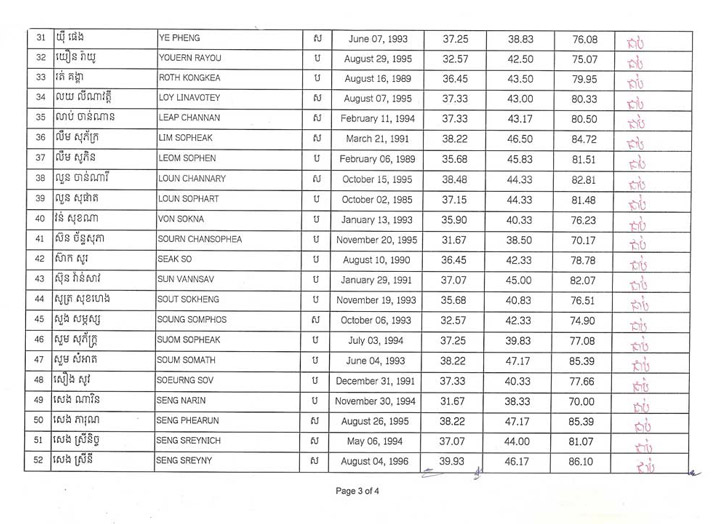 31 យ៉ី ផេង YE PHENG ស June 07, 1993 37.25 38.83 76.08 ជាប់
32 យឿន រ៉ាយូ YOUERN RAYOU ប August 29, 1995 32.57 42.50 75.07 ជាប់
33 រត់ គង្គា ROTH KONGKEA ប August 16, 1989 36.45 43.50 79.95 ជាប់
34 លយ លីណាវត្តី LOY LINAVOTEY ស August 07, 1995 37.33 43.00 80.33 ជាប់
35 លាប់ ចាន់ណាន LEAP CHANNAN ស February 11, 1994 37.33 43.17 80.50 ជាប់
36 លឹម សុភ័ក្រ LIM SOPHEAK ស March 21, 1991 38.22 46.50 84.72 ជាប់
37 លឹម សូភិន LEOM SOPHEN ប February 06, 1989 35.68 45.83 81.51 ជាប់
38 លួន ចាន់ណារី LOUN CHANNARY ស October 15, 1995 38.48 44.33 82.81 ជាប់
39 លួន សុផាត LOUN SOPHART ប October 02, 1985 37.15 44.33 81.48 ជាប់
40 វ៉ន់ សុខណា VON SOKNA ប January 13, 1993 35.90 40.33 76.23 ជាប់
41 ស៊ន ច័ន្ទសុភា SOURN CHANSOPHEA ប November 20, 1995 31.67 38.50 70.17 ជាប់
42 ស៊ាក សូរ SEAK SO ប August 10, 1990 36.45 42.33 78.78 ជាប់
43 ស៊ុន វ៉ាន់សាវ SUN VANNSAV ប January 29, 1991 37.07 45.00 82.07 ជាប់
44 សូត្រ សុខហេង SOUT SOKHENG ប November 19, 1993 35.68 40.83 76.51 ជាប់
45 សួង សម្ផស្ស SOUNG SOMPHOS ស October 06, 1993 32.57 42.33 74.90 ជាប់
46 សួម សុភ័ក្ត្រ SUOM SOPHEAK ប July 03, 1994 37.25 39.83 77.08 ជាប់
47 សួម សំអាត SOUM SOMATH ប June 04, 1993 38.22 47.17 85.39 ជាប់
48 សឿង សូវ SOEURNG SOV ប December 31, 1991 37.33 40.33 77.66 ជាប់
49 សេង ណារិន SENG NARIN ប November 30, 1994 31.67 38.33 70.00 ជាប់
50 សេង ភារុណ SENG PHEARUN ស August 26, 1995 38.22 47.17 85.39 ជាប់
51 សេង ស្រីនិច្ច SENG SREYNICH ស May 06, 1994 37.07 44.00 81.07 ជាប់
52 សេង ស្រីនី SENG SREYNY ស August 04, 1996 39.93 46.17 86.10 ជាប់
Page 3 of 4